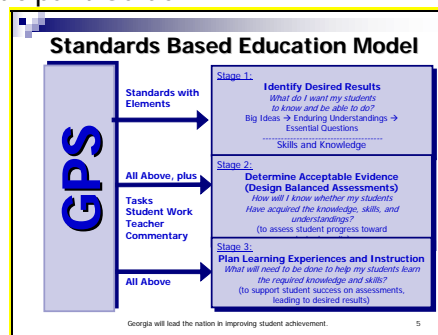 Standards Based Education Model
GPS
Standards with
Elements
All Above, plus
Tasks
Student Work
Teacher
Commentary
All Above
Stage 1:
Identify Desired Results
What do I want my students
to know and be able to do?
Big Ideas → Enduring Understandings →
Essential Questions
-------------------------------------
Skills and Knowledge
Stage 2:
Determine Acceptable Evidence
(Design Balanced Assessments)
How will I know whether my students
Have acquired the knowledge, skills, and
understandings?
(to assess student progress toward
Stage 3:
Plan Learning Experiences and Instruction
What will need to be done to help my students learn
the required knowledge and skills?
(to support student success on assessments,
leading to desired results)
Georgia will lead the nation in improving student achievement.
5